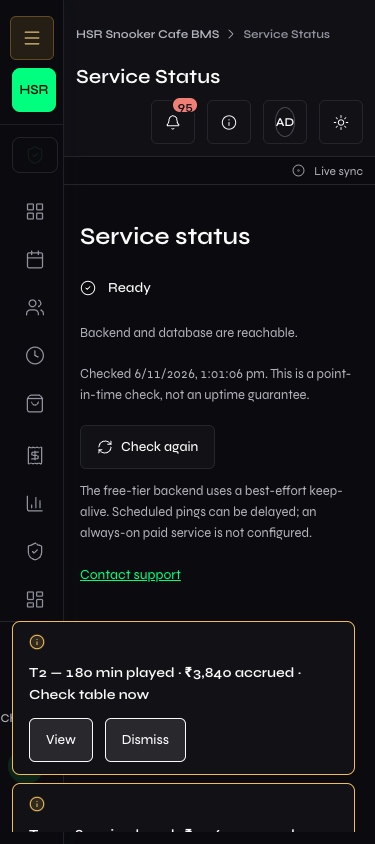 HSR Snooker Cafe BMS > Service Status
HSR
Service Status
95
AD
Live sync
Service status
Ready
Backend and database are reachable.
Checked 6/11/2026, 1:01:06 pm. This is a point-
in-time check, not an uptime guarantee.
Check again
The free-tier backend uses a best-effort keep-
alive. Scheduled pings can be delayed; an
always-on paid service is not configured.
Contact support
T2 — 180 min played · ₹3,840 accrued ·
Check table now
View Dismiss